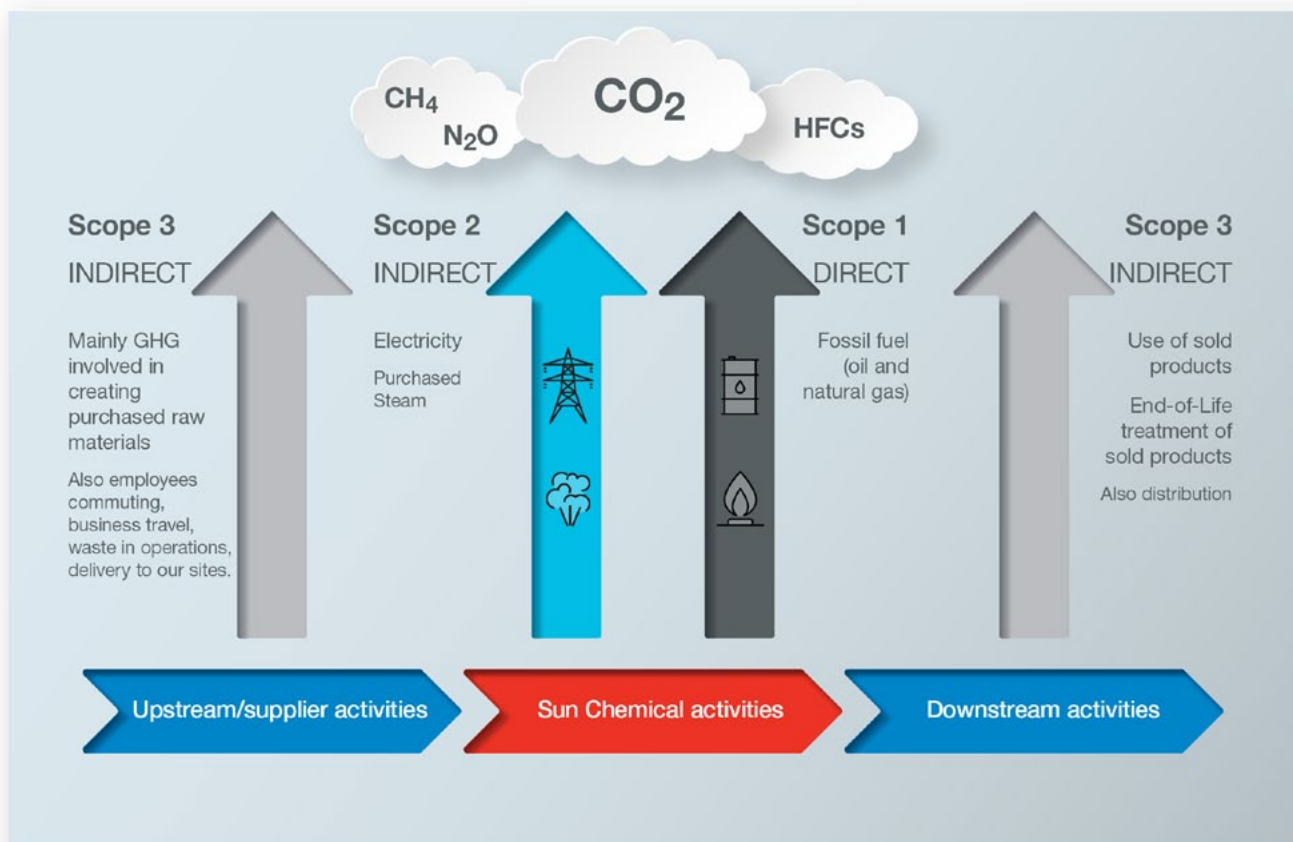 CH₄
N₂O
CO₂
HFCs
Scope 3
INDIRECT
Mainly GHG
involved in
creating
purchased raw
materials
Also employees
commuting,
business travel,
waste in operations,
delivery to our sites.
Scope 2
INDIRECT
Electricity
Purchased
Steam
Scope 1
DIRECT
Fossil fuel
(oil and
natural gas)
Scope 3
INDIRECT
Use of sold
products
End-of-Life
treatment of
sold products
Also distribution
Upstream/supplier activities
Sun Chemical activities
Downstream activities